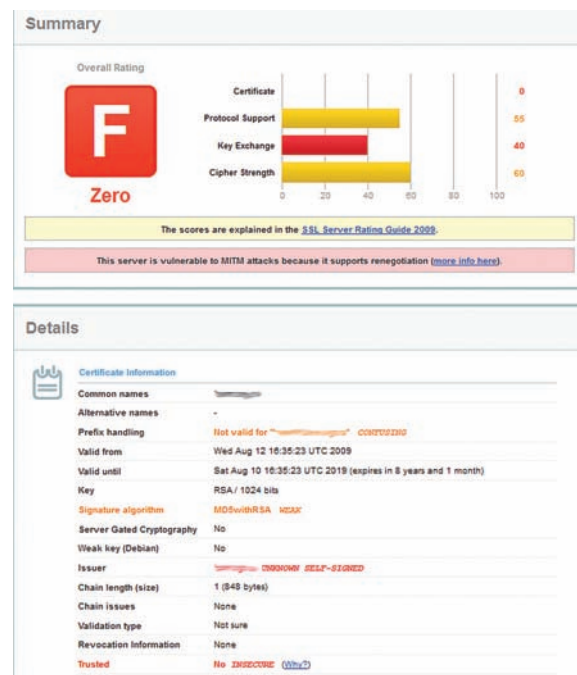 Summary
Overall Rating
F
Zero
Certificate 0
Protocol Support 55
Key Exchange 40
Cipher Strength 60
0 20 40 60 80 100
The scores are explained in the SSL Server Rating Guide 2009.
This server is vulnerable to MITM attacks because it supports renegotiation (more info here).
Details
Certificate Information
Common names
Alternative names -
Prefix handling Not valid for " " CONFUSING
Valid from Wed Aug 12 16:35:23 UTC 2009
Valid until Sat Aug 10 16:35:23 UTC 2019 (expires in 8 years and 1 month)
Key RSA / 1024 bits
Signature algorithm MD5withRSA WEAK
Server Gated Cryptography No
Weak key (Debian) No
Issuer UNKNOWN SELF-SIGNED
Chain length (size) 1 (848 bytes)
Chain issues None
Validation type Not sure
Revocation Information None
Trusted No INSECURE (Why?)